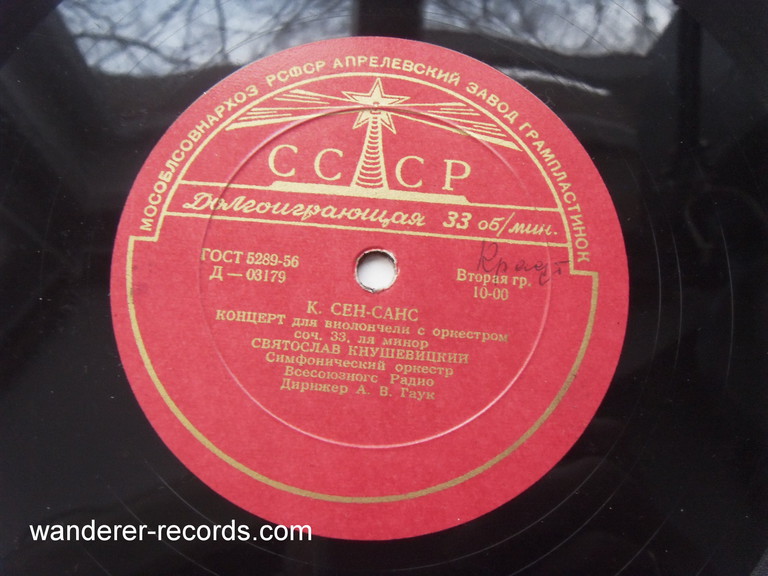 МОСОБЛСОВНАРХОЗ РСФСР АПРЕЛЕВСКИЙ ЗАВОД ГРАМПЛАСТИНОК
СССР
Долгоиграющая 33 об/мин.
ГОСТ 5289-56
Д — 03179
Вторая гр.
10-00
К. СЕН-САНС
КОНЦЕРТ для виолончели с оркестром
соч. 33, ля минор
СВЯТОСЛАВ КНУШЕВИЦКИЙ
Симфонический оркестр
Всесоюзного Радио
Дирижер А. В. Гаук
wanderer-records.com